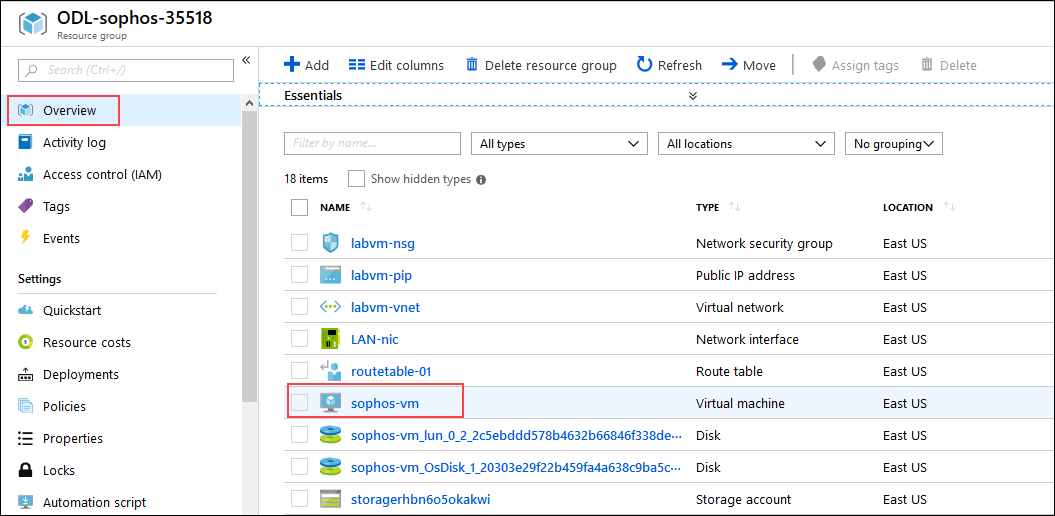 ODL-sophos-35518
Resource group
Search (Ctrl+/)
Overview
Activity log
Access control (IAM)
Tags
Events
Settings
Quickstart
Resource costs
Deployments
Policies
Properties
Locks
Automation script
Add Edit columns Delete resource group Refresh Move Assign tags Delete
Essentials
Filter by name... All types All locations No grouping
18 items Show hidden types
NAME TYPE LOCATION
labvm-nsg Network security group East US
labvm-pip Public IP address East US
labvm-vnet Virtual network East US
LAN-nic Network interface East US
routetable-01 Route table East US
sophos-vm Virtual machine East US
sophos-vm_lun_0_2_2c5ebddd578b4632b66846f338de··· Disk East US
sophos-vm_OsDisk_1_20303e29f22b459fa4a638c9ba5c··· Disk East US
storagerhbn6o5okakwi Storage account East US